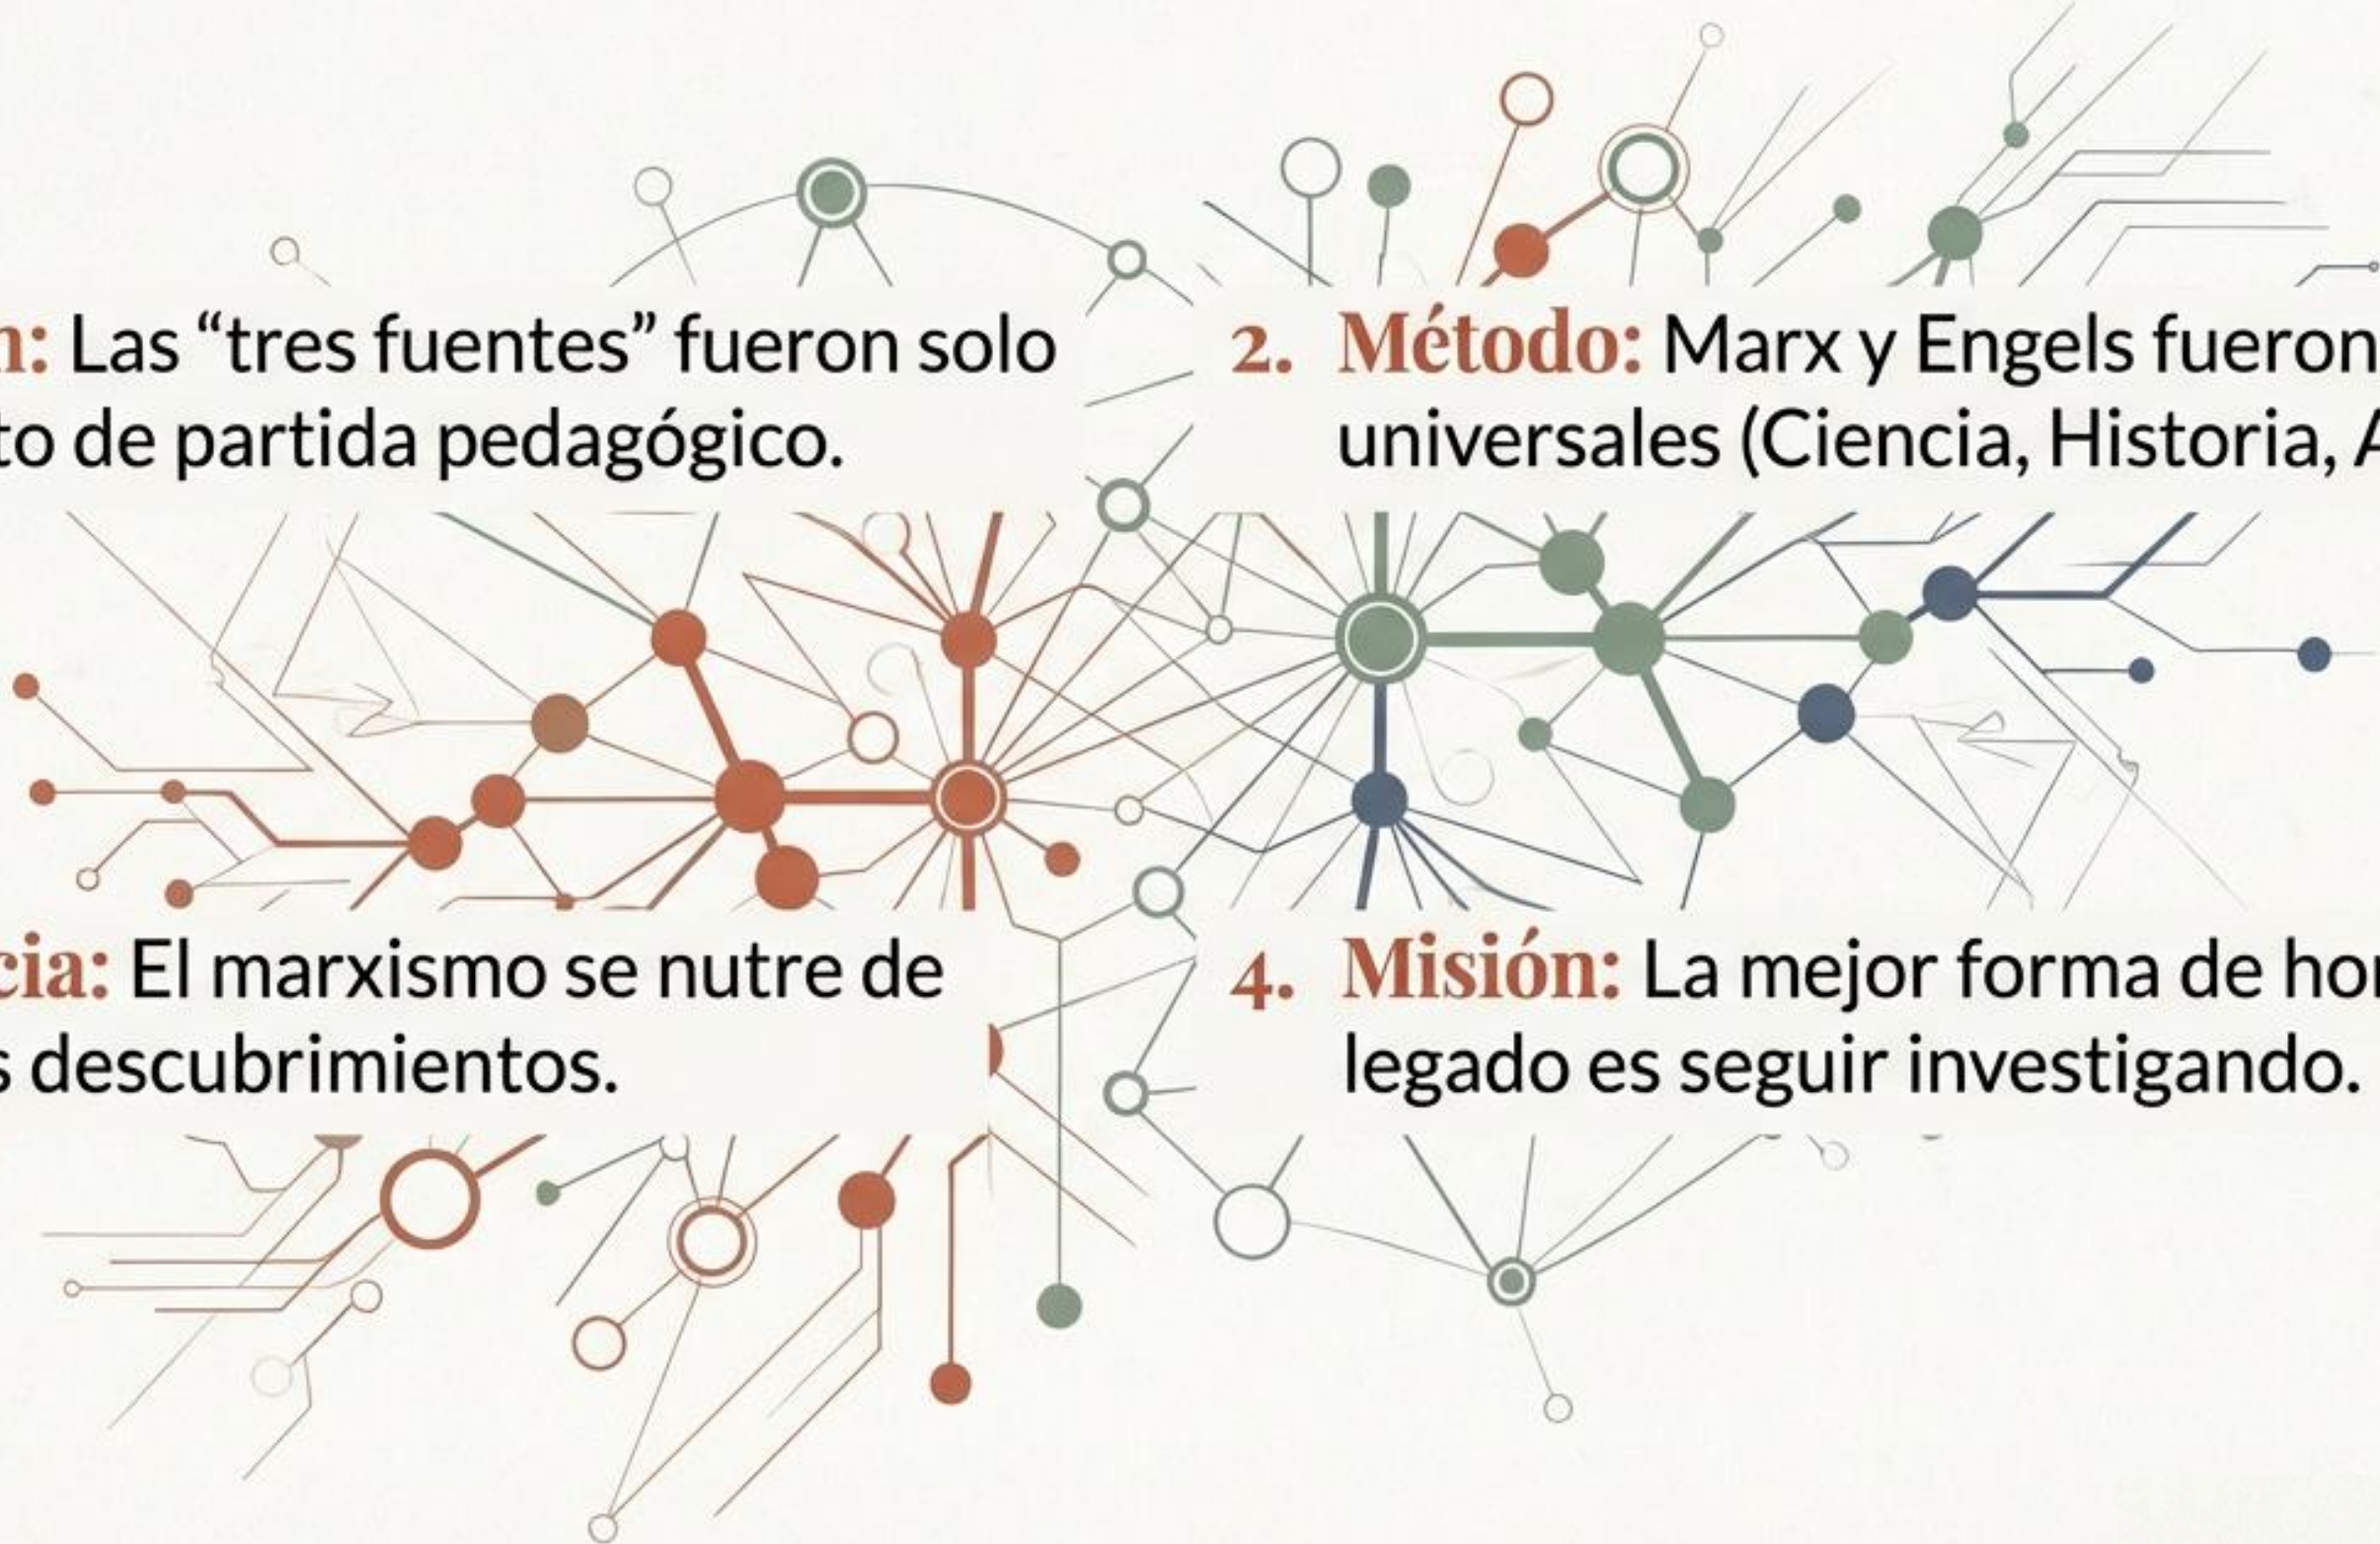 n: Las “tres fuentes” fueron solo
to de partida pedagógico.
2. Método: Marx y Engels fueron
universales (Ciencia, Historia, A
cia: El marxismo se nutre de
s descubrimientos.
4. Misión: La mejor forma de hon
legado es seguir investigando.